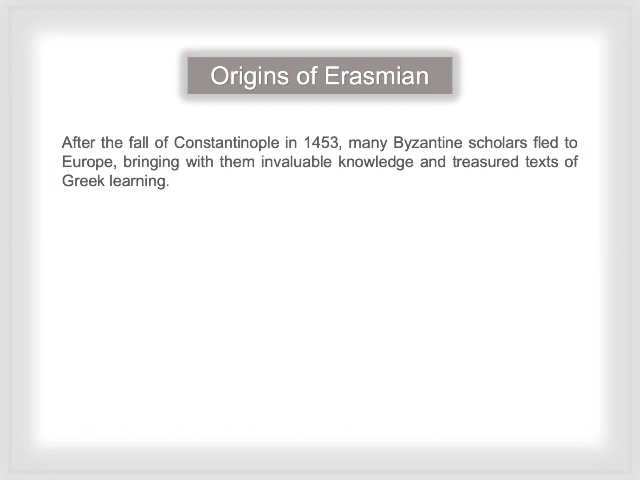 Origins of Erasmian
After the fall of Constantinople in 1453, many Byzantine scholars fled to
Europe, bringing with them invaluable knowledge and treasured texts of
Greek learning.